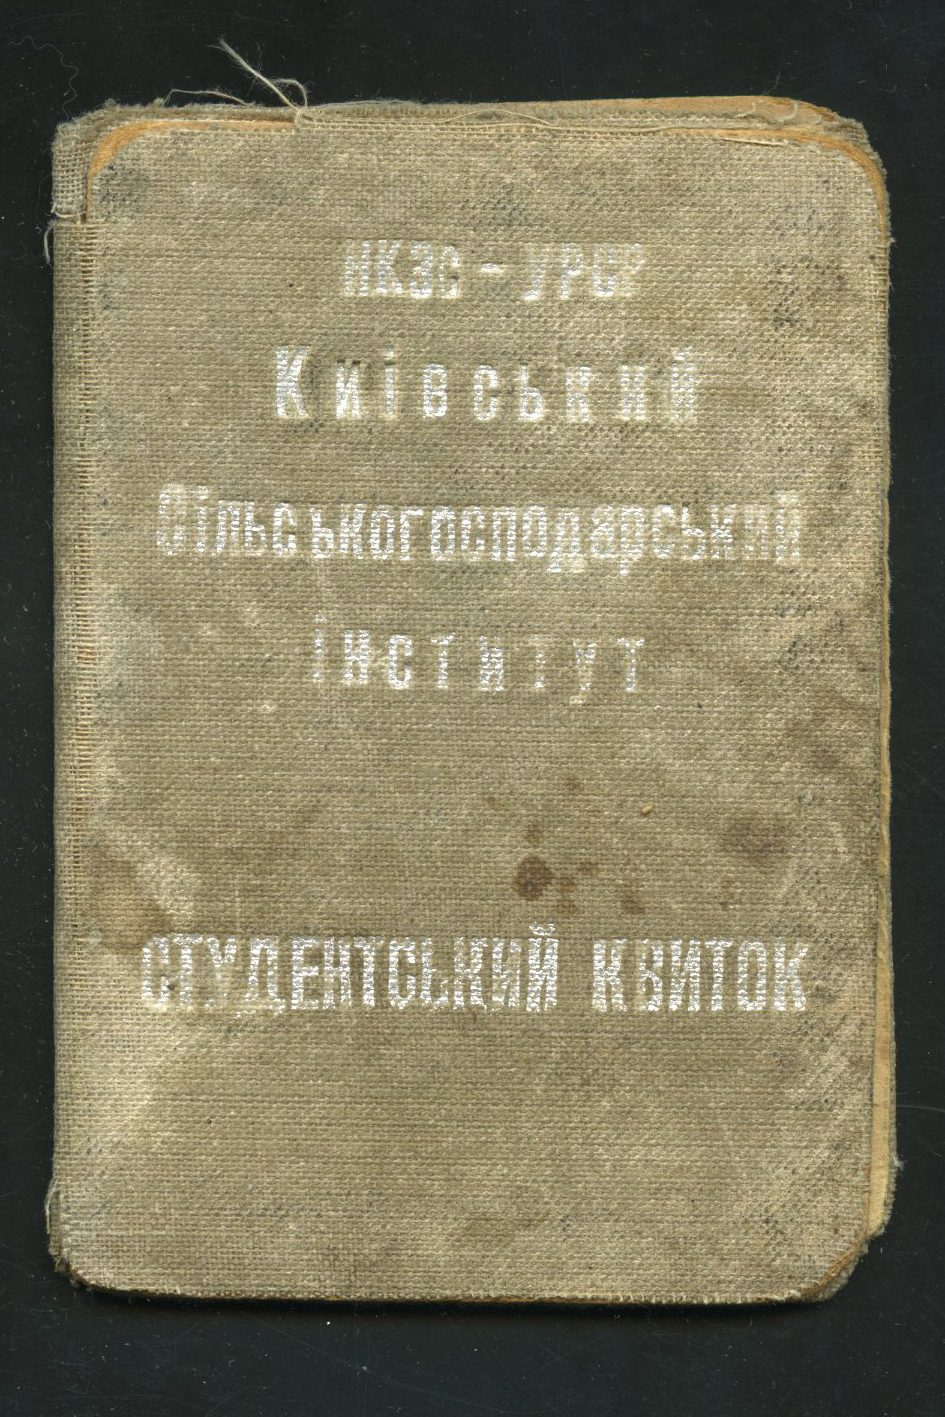 НКЗС - УРСР
Київський
Сільськогосподарський
інститут
СТУДЕНТСЬКИЙ КВИТОК